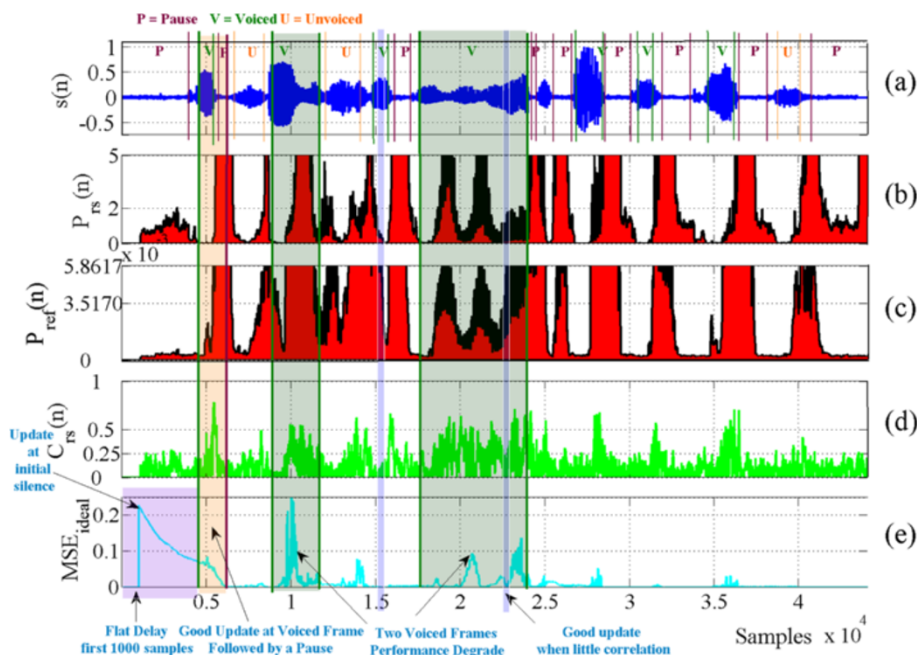 P = Pause V = Voiced U = Unvoiced
P V P U V U V P V P P V P V P V P U P
s(n) 1 0.5 0 -0.5 (a)
P_rs(n) 5 2 0 (b)
x 10
P_ref(n) 5.8617 3.5170 0 (c)
C_rs(n) 1 0.5 0.25 0 (d)
Update
at
initial
silence
MSE_ideal 0.2 0.1 0 (e)
0.5 1 1.5 2 2.5 3 3.5 4
Samples x 10^4
Flat Delay
first 1000 samples
Good Update at Voiced Frame
Followed by a Pause
Two Voiced Frames
Performance Degrade
Good update
when little correlation